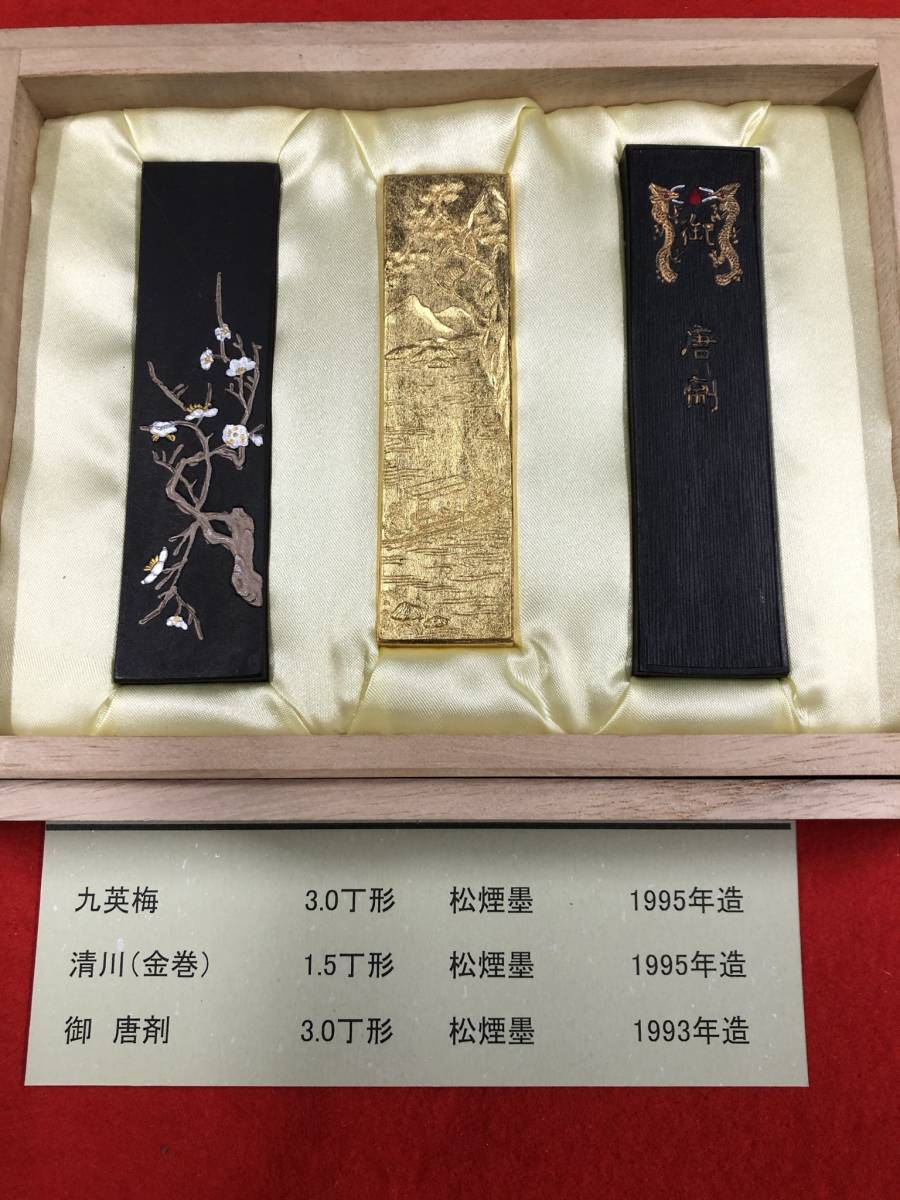 御
唐剤
九英梅 3.0丁形 松煙墨 1995年造
清川（金巻） 1.5丁形 松煙墨 1995年造
御 唐剤 3.0丁形 松煙墨 1993年造